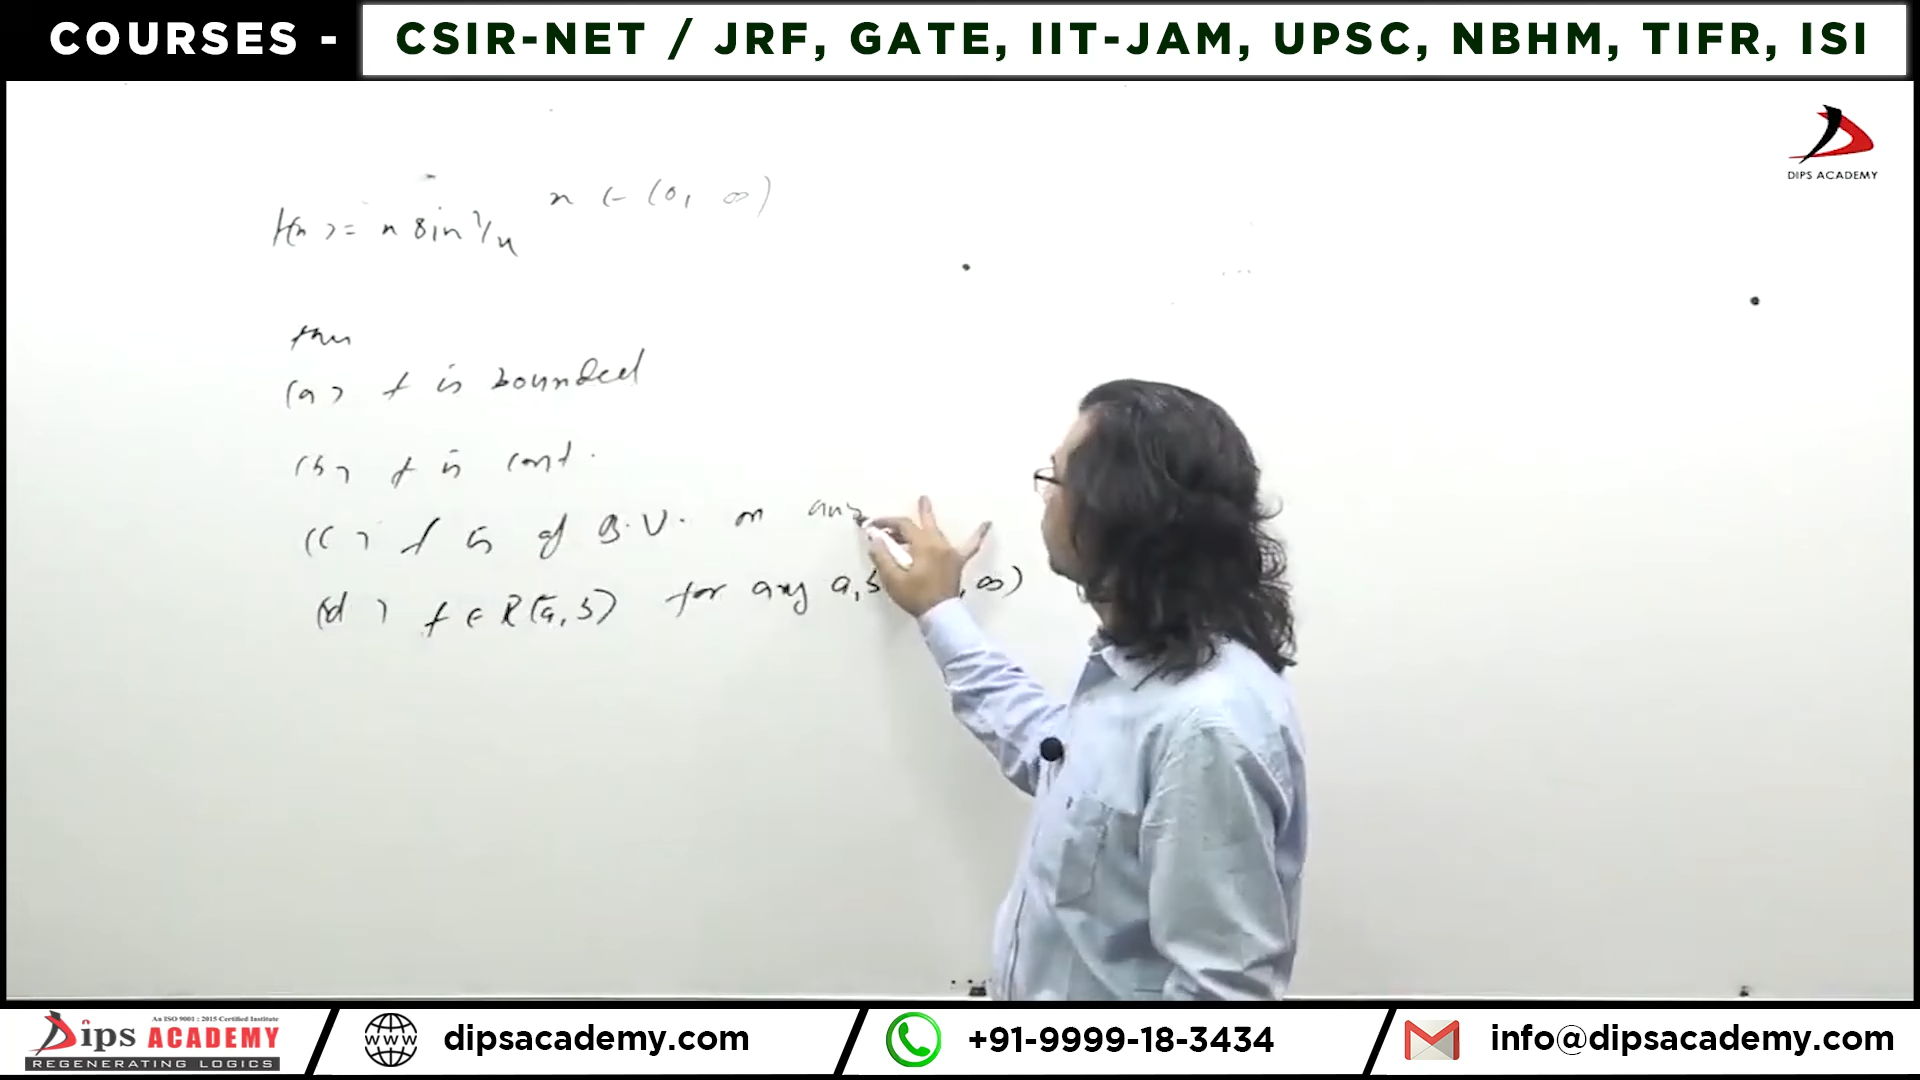 COURSES - CSIR-NET / JRF, GATE, IIT-JAM, UPSC, NBHM, TIFR, ISI
DIPS ACADEMY
f(x) = x sin 1/x x ∈ (0, ∞)
then
(a) f is bounded
(b) f is cont.
(c) f is of B.V. on any
(d) f ∈ R[a, b] for any a, b , ∞)
An ISO 9001 : 2015 Certified Institute
Dips ACADEMY
REGENERATING LOGICS
www
dipsacademy.com
+91-9999-18-3434
info@dipsacademy.com